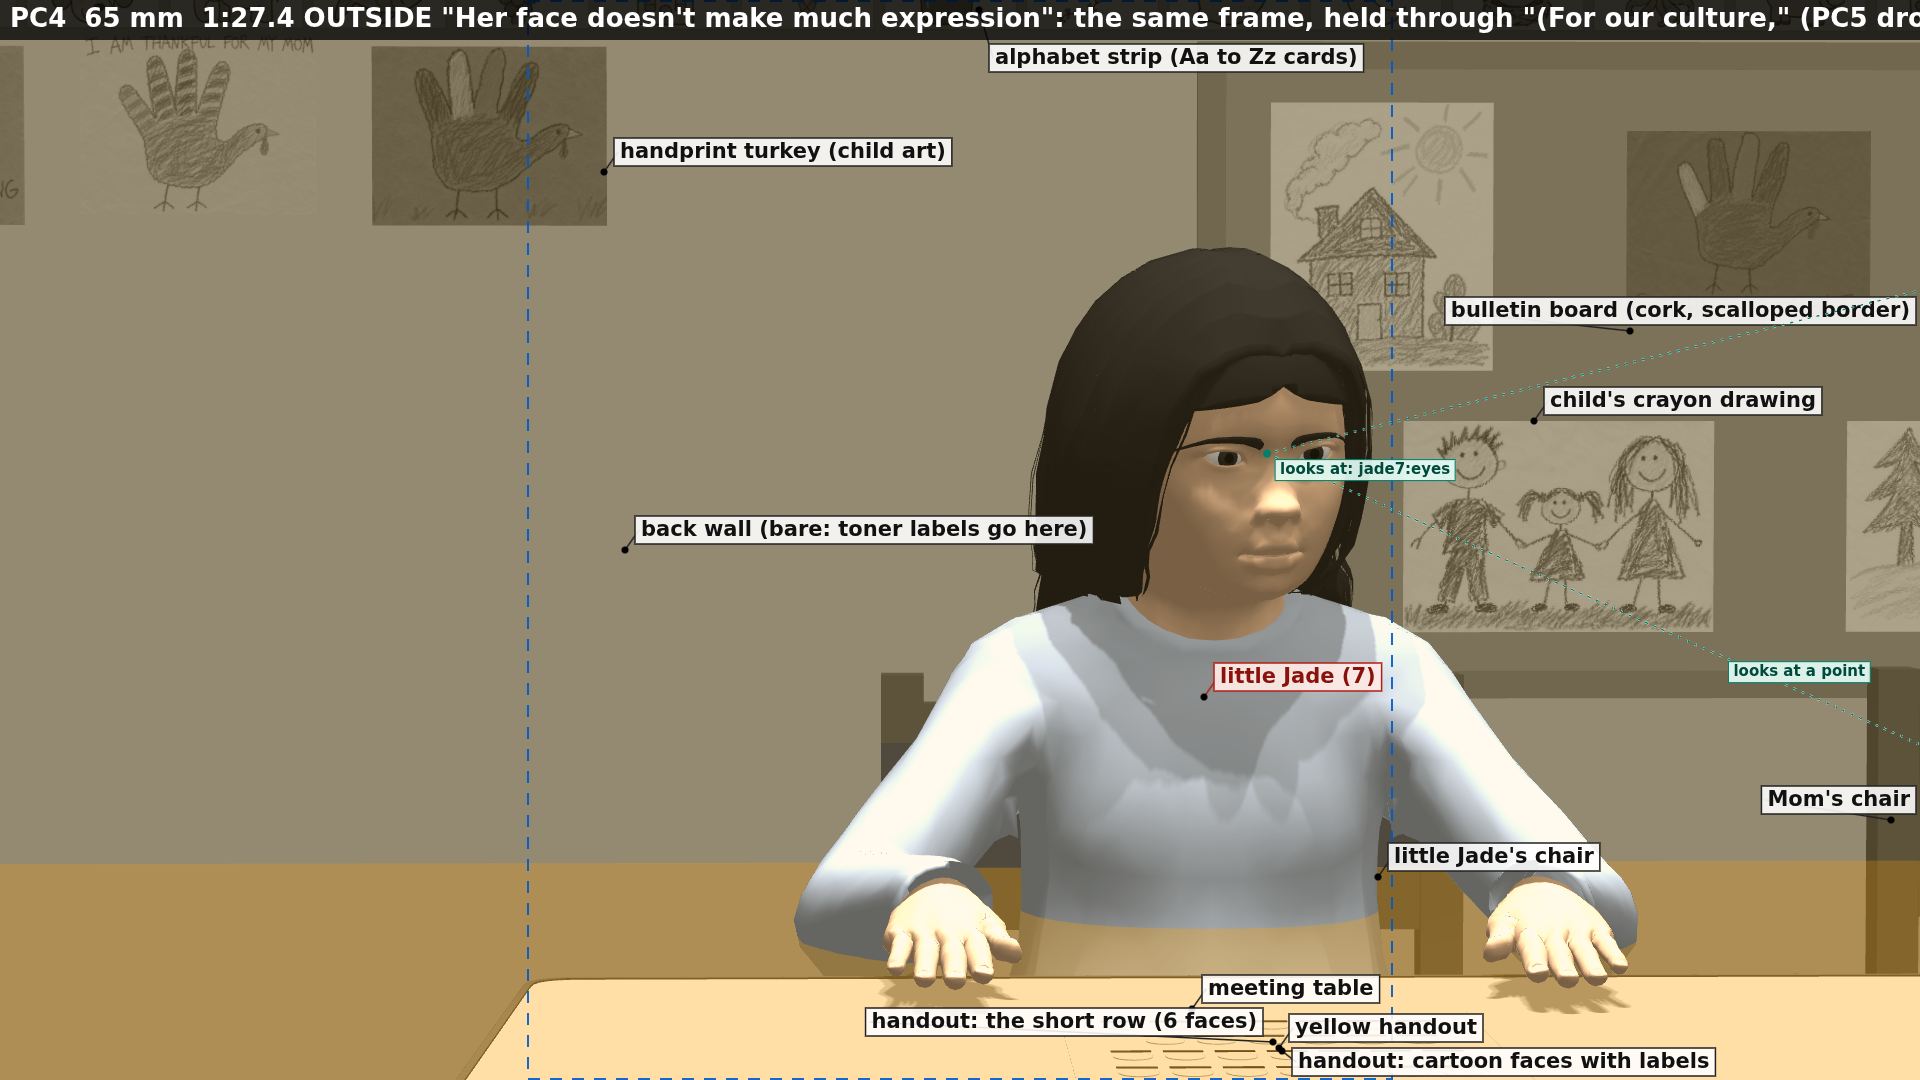 PC4 65 mm 1:27.4 OUTSIDE "Her face doesn't make much expression": the same frame, held through "(For our culture," (PC5 dro
I AM THANKFUL FOR MY MOM
alphabet strip (Aa to Zz cards)
handprint turkey (child art)
NG
bulletin board (cork, scalloped border)
child's crayon drawing
looks at: jade7:eyes
back wall (bare: toner labels go here)
looks at a point
little Jade (7)
Mom's chair
little Jade's chair
meeting table
handout: the short row (6 faces)
yellow handout
handout: cartoon faces with labels